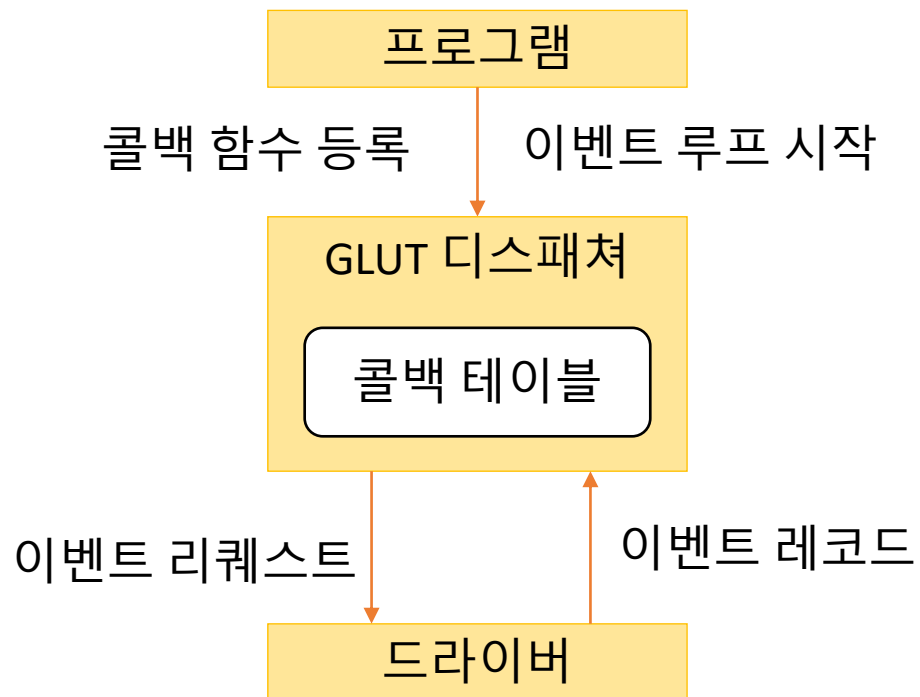 프로그램
콜백 함수 등록
이벤트 루프 시작
GLUT 디스패쳐
콜백 테이블
이벤트 리퀘스트
이벤트 레코드
드라이버